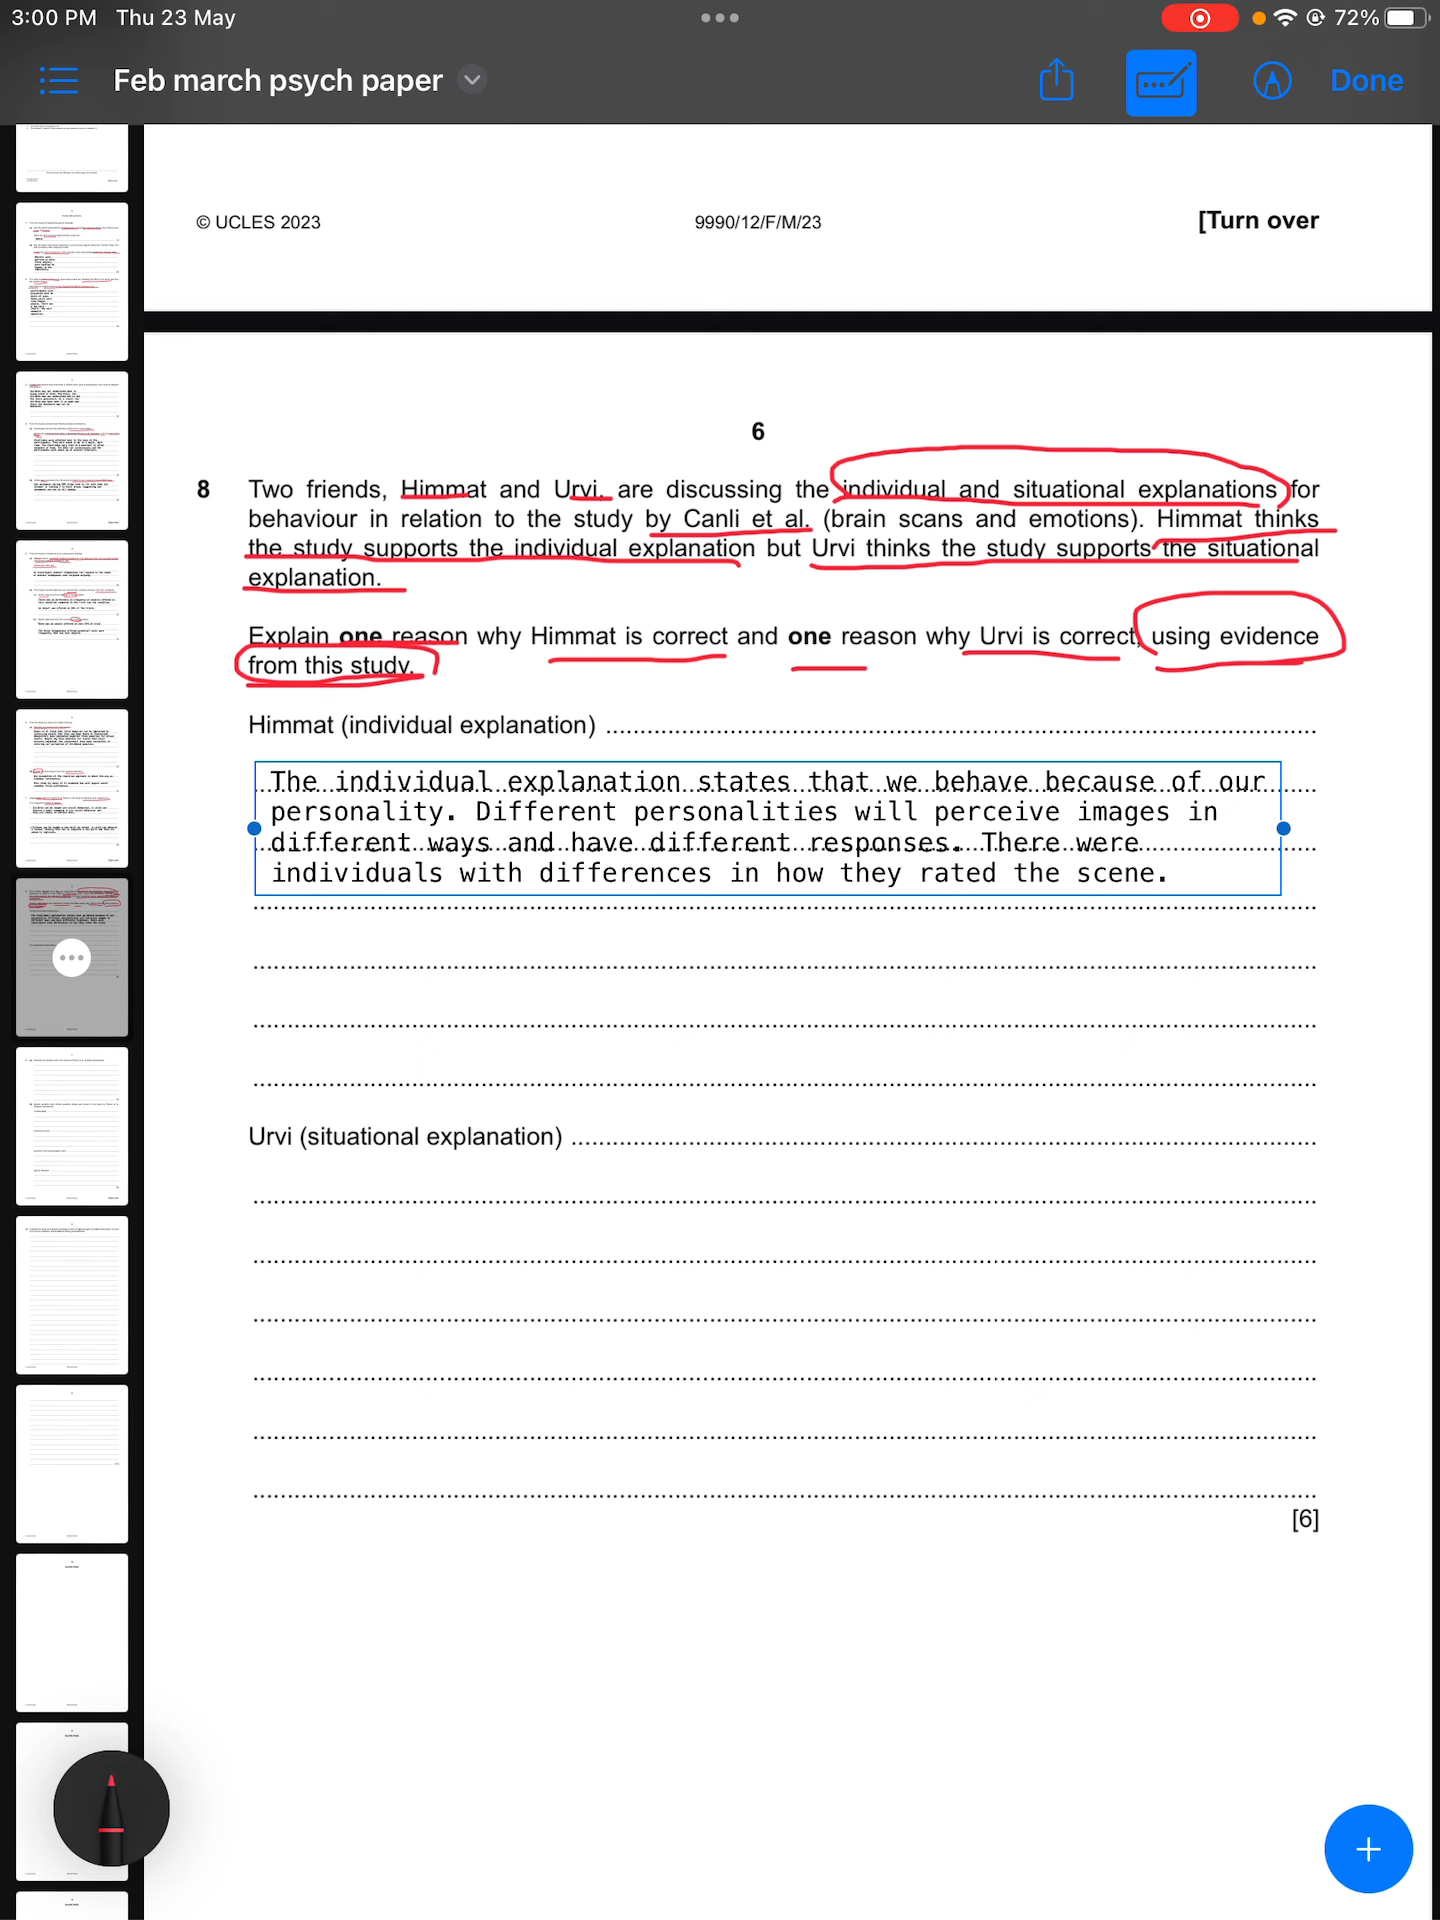 3:00 PM Thu 23 May
72%
Feb march psych paper
Done
© UCLES 2023
9990/12/F/M/23
[Turn over
6
8 Two friends, Himmat and Urvi, are discussing the individual and situational explanations for
behaviour in relation to the study by Canli et al. (brain scans and emotions). Himmat thinks
the study supports the individual explanation but Urvi thinks the study supports the situational
explanation.
Explain one reason why Himmat is correct and one reason why Urvi is correct, using evidence
from this study.
Himmat (individual explanation)
The individual explanation states that we behave because of our
personality. Different personalities will perceive images in
different ways and have different responses. There were
individuals with differences in how they rated the scene.
Urvi (situational explanation)
[6]